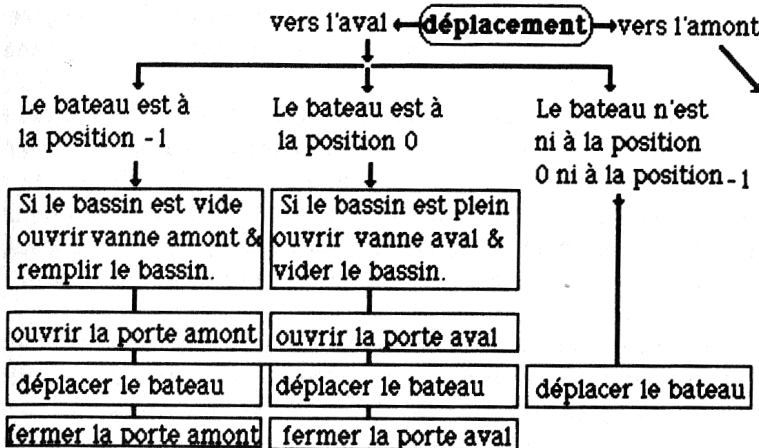 vers l'aval déplacement vers l'amont
Le bateau est à
la position -1
Le bateau est à
la position 0
Le bateau n'est
ni à la position
0 ni à la position -1
Si le bassin est vide
ouvrir vanne amont &
remplir le bassin.
Si le bassin est plein
ouvrir vanne aval &
vider le bassin.
ouvrir la porte amont
ouvrir la porte aval
déplacer le bateau
déplacer le bateau
déplacer le bateau
fermer la porte amont
fermer la porte aval